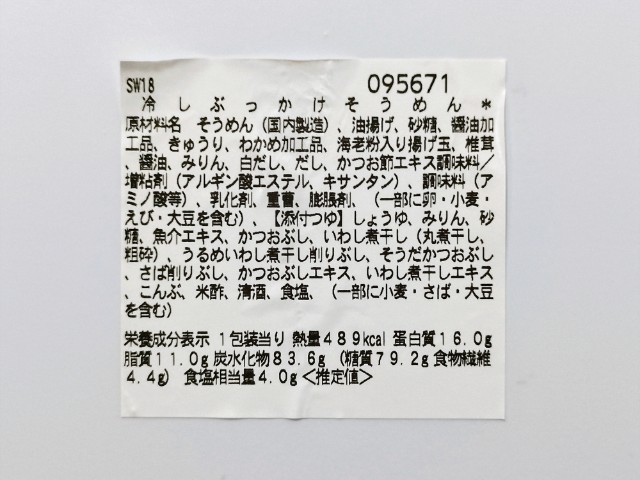 SW18 095671
冷しぶっかけそうめん*
原材料名 そうめん(国内製造)、油揚げ、砂糖、醤油加
工品、きゅうり、わかめ加工品、海老粉入り揚げ玉、椎茸
、醤油、みりん、白だし、だし、かつお節エキス調味料/
増粘剤(アルギン酸エステル、キサンタン)、調味料(ア
ミノ酸等)、乳化剤、重曹、膨脹剤、(一部に卵・小麦・
えび・大豆を含む)、【添付つゆ】しょうゆ、みりん、砂
糖、魚介エキス、かつおぶし、いわし煮干し(丸煮干し、
粗砕)、うるめいわし煮干し削りぶし、そうだかつおぶし
、さば削りぶし、かつおぶしエキス、いわし煮干しエキス
、こんぶ、米酢、清酒、食塩、(一部に小麦・さば・大豆
を含む)
栄養成分表示 1包装当り 熱量489kcal 蛋白質16.0g
脂質11.0g 炭水化物83.6g (糖質79.2g 食物繊維
4.4g) 食塩相当量4.0g<推定値>